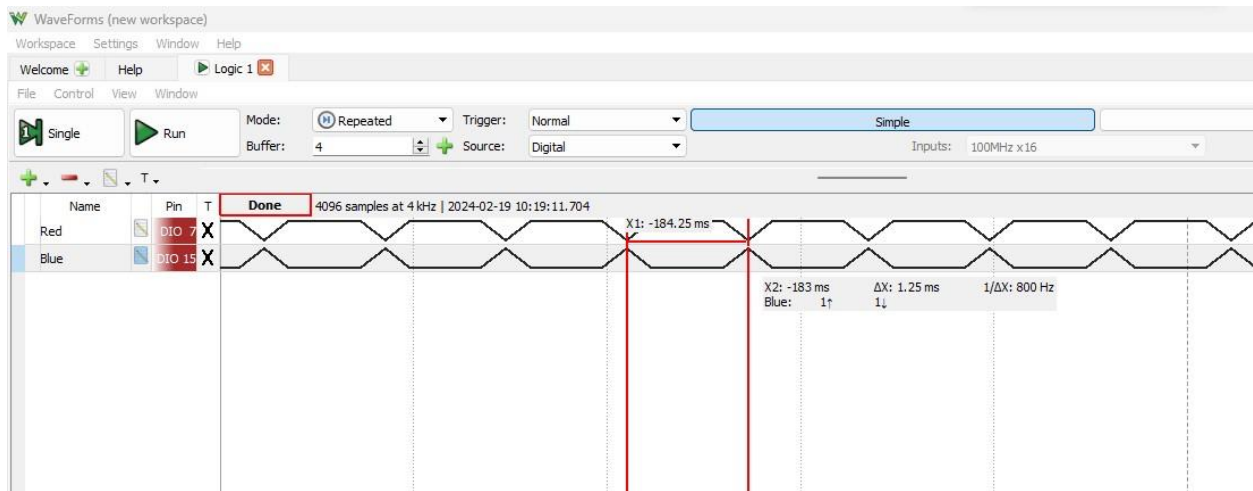 WaveForms (new workspace)
Workspace Settings Window Help
Welcome Help Logic 1
File Control View Window
Single Run Mode: Repeated Trigger: Normal Simple
Buffer: 4 Source: Digital Inputs: 100MHz x16
T
Name Pin T Done 4096 samples at 4 kHz | 2024-02-19 10:19:11.704
Red DIO 7 X X1: -184.25 ms
Blue DIO 15 X
X2: -183 ms ΔX: 1.25 ms 1/ΔX: 800 Hz
Blue: 1↑ 1↓